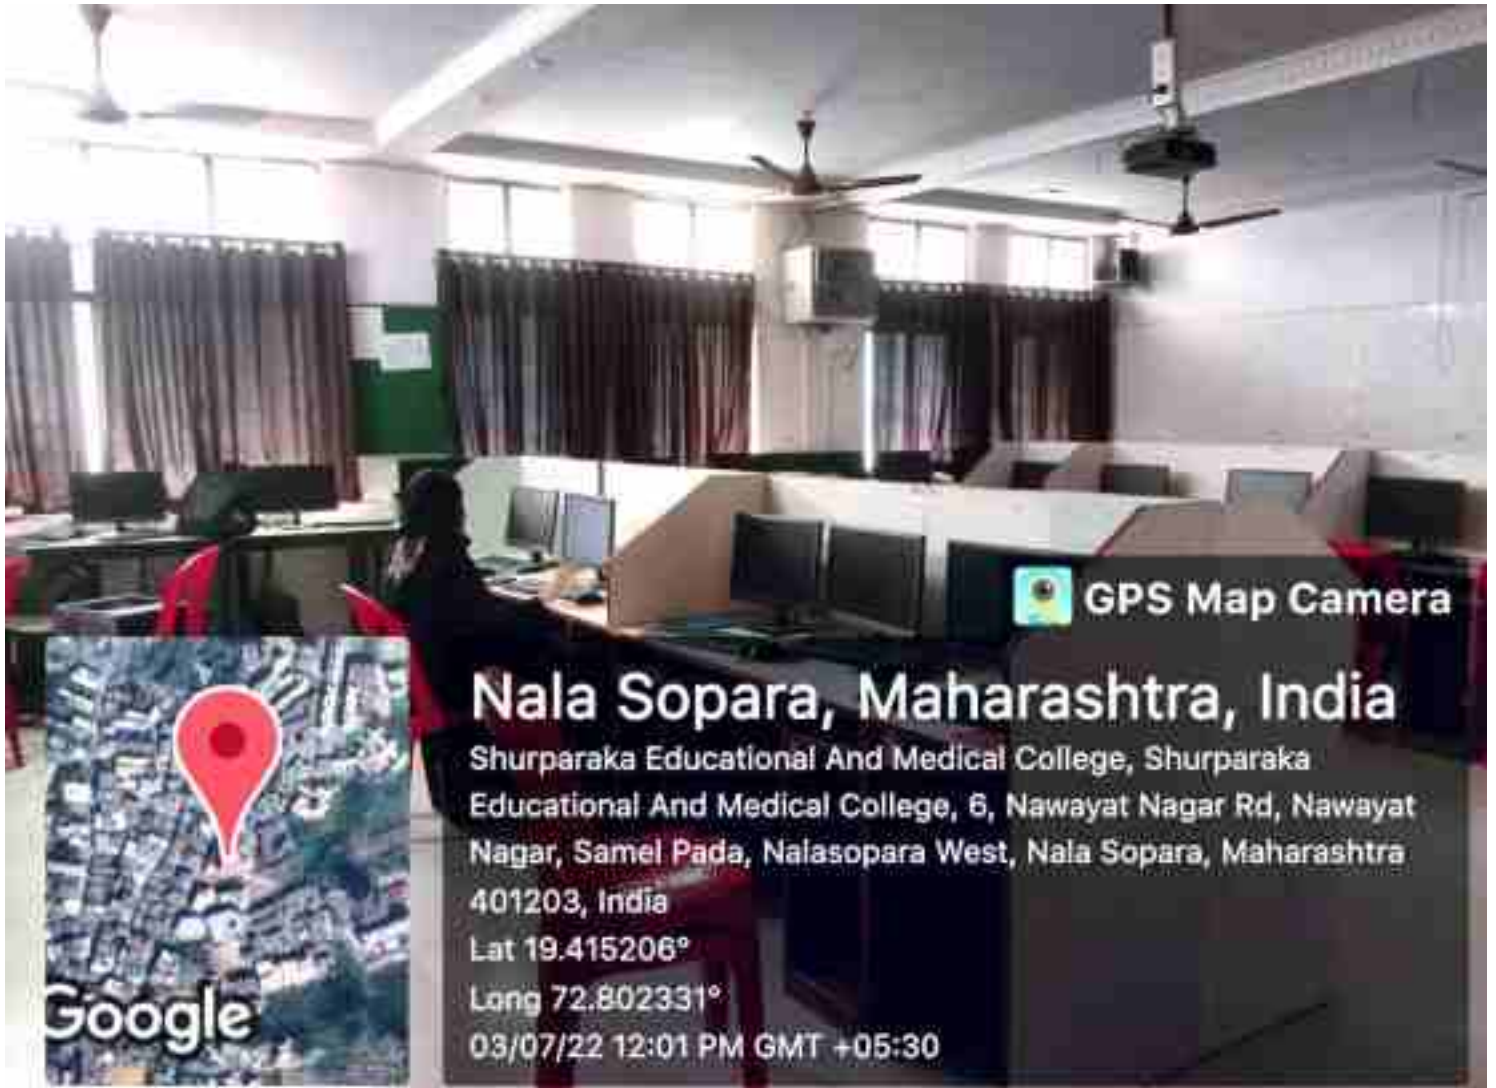 GPS Map Camera
Nala Sopara, Maharashtra, India
Shurparaka Educational And Medical College, Shurparaka
Educational And Medical College, 6, Nawayat Nagar Rd, Nawayat
Nagar, Samel Pada, Nalasopara West, Nala Sopara, Maharashtra
401203, India
Lat 19.415206°
Long 72.802331°
03/07/22 12:01 PM GMT +05:30
Google